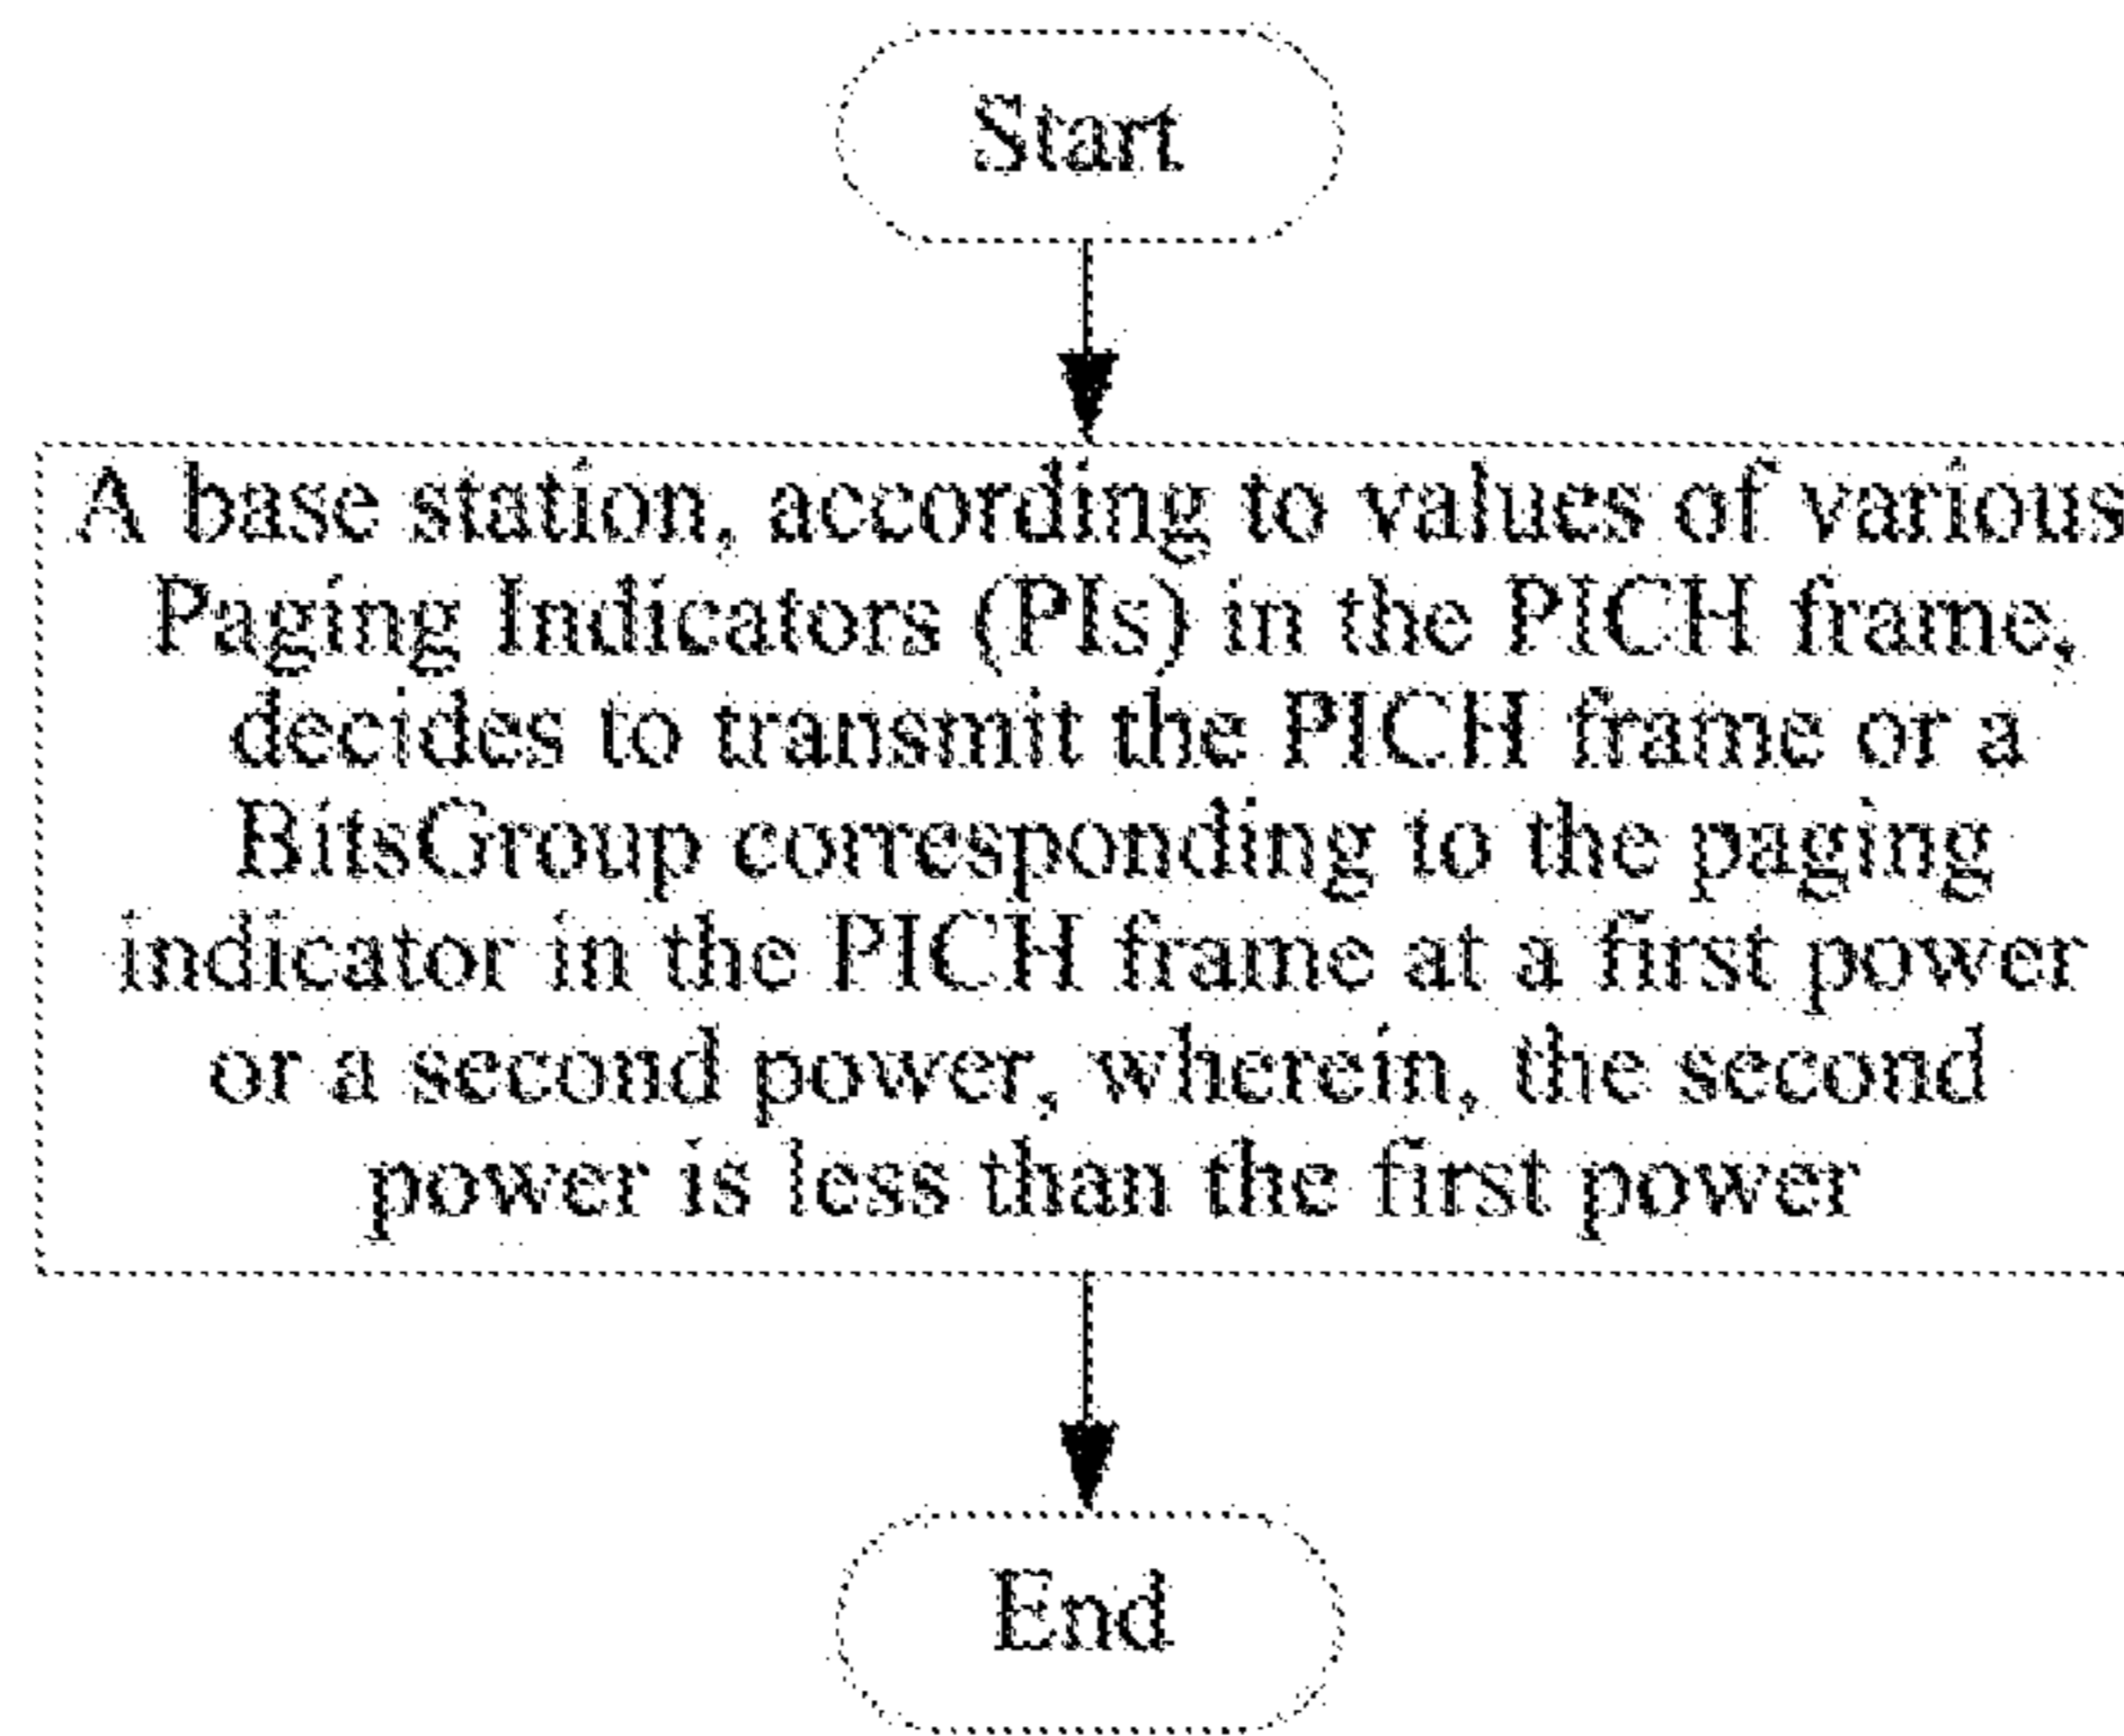 Start
A base station, according to values of various
Paging Indicators (PIs) in the PICH frame,
decides to transmit the PICH frame or a
BitsGroup corresponding to the paging
indicator in the PICH frame at a first power
or a second power, wherein, the second
power is less than the first power
End